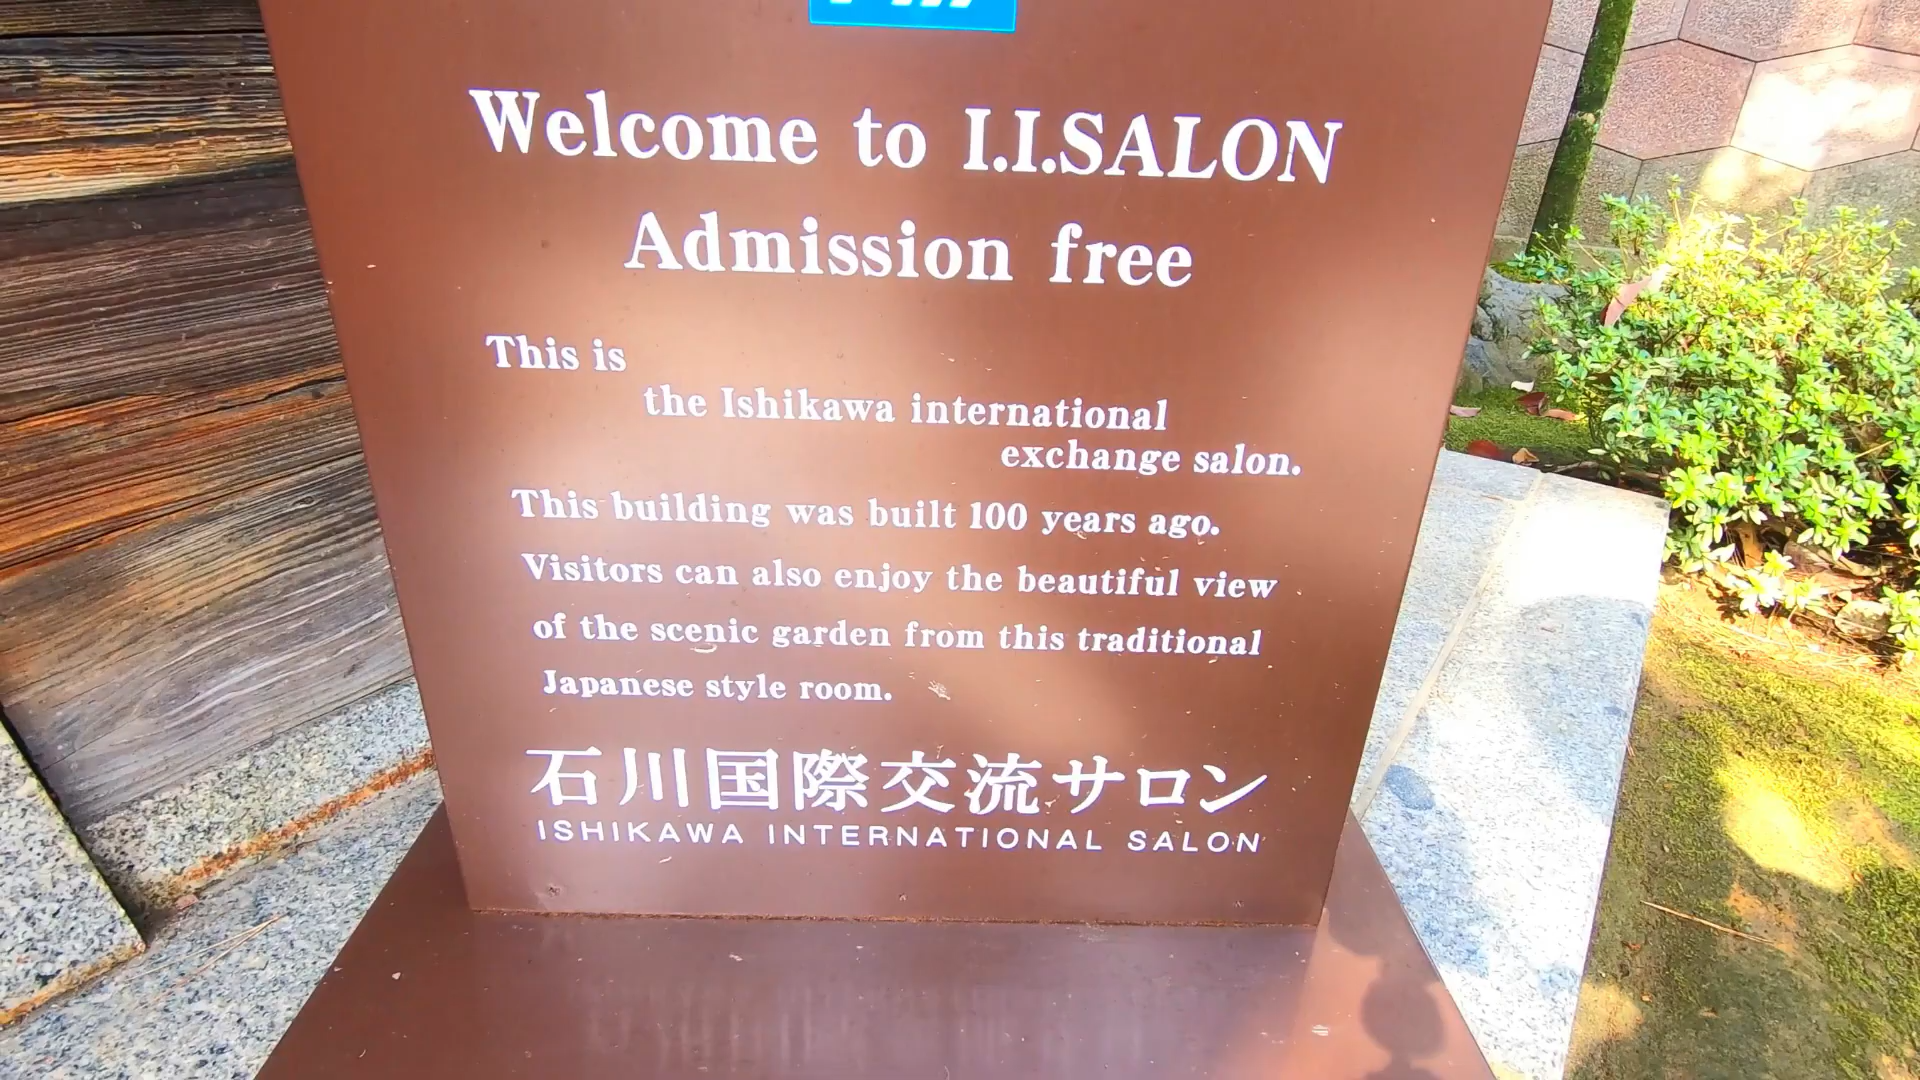 Welcome to I.I.SALON
Admission free
This is
the Ishikawa international
exchange salon.
This building was built 100 years ago.
Visitors can also enjoy the beautiful view
of the scenic garden from this traditional
Japanese style room.
石川国際交流サロン
ISHIKAWA INTERNATIONAL SALON